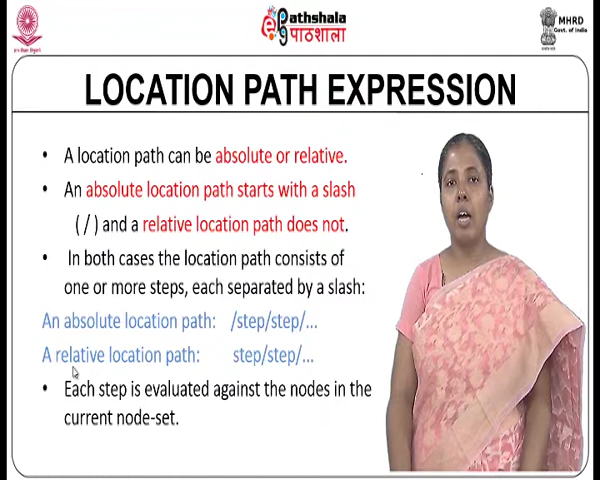 ePathshala
पाठशाला
MHRD
Govt. of India
LOCATION PATH EXPRESSION
• A location path can be absolute or relative.
• An absolute location path starts with a slash
( / ) and a relative location path does not.
• In both cases the location path consists of
one or more steps, each separated by a slash:
An absolute location path: /step/step/...
A relative location path: step/step/...
• Each step is evaluated against the nodes in the
current node-set.